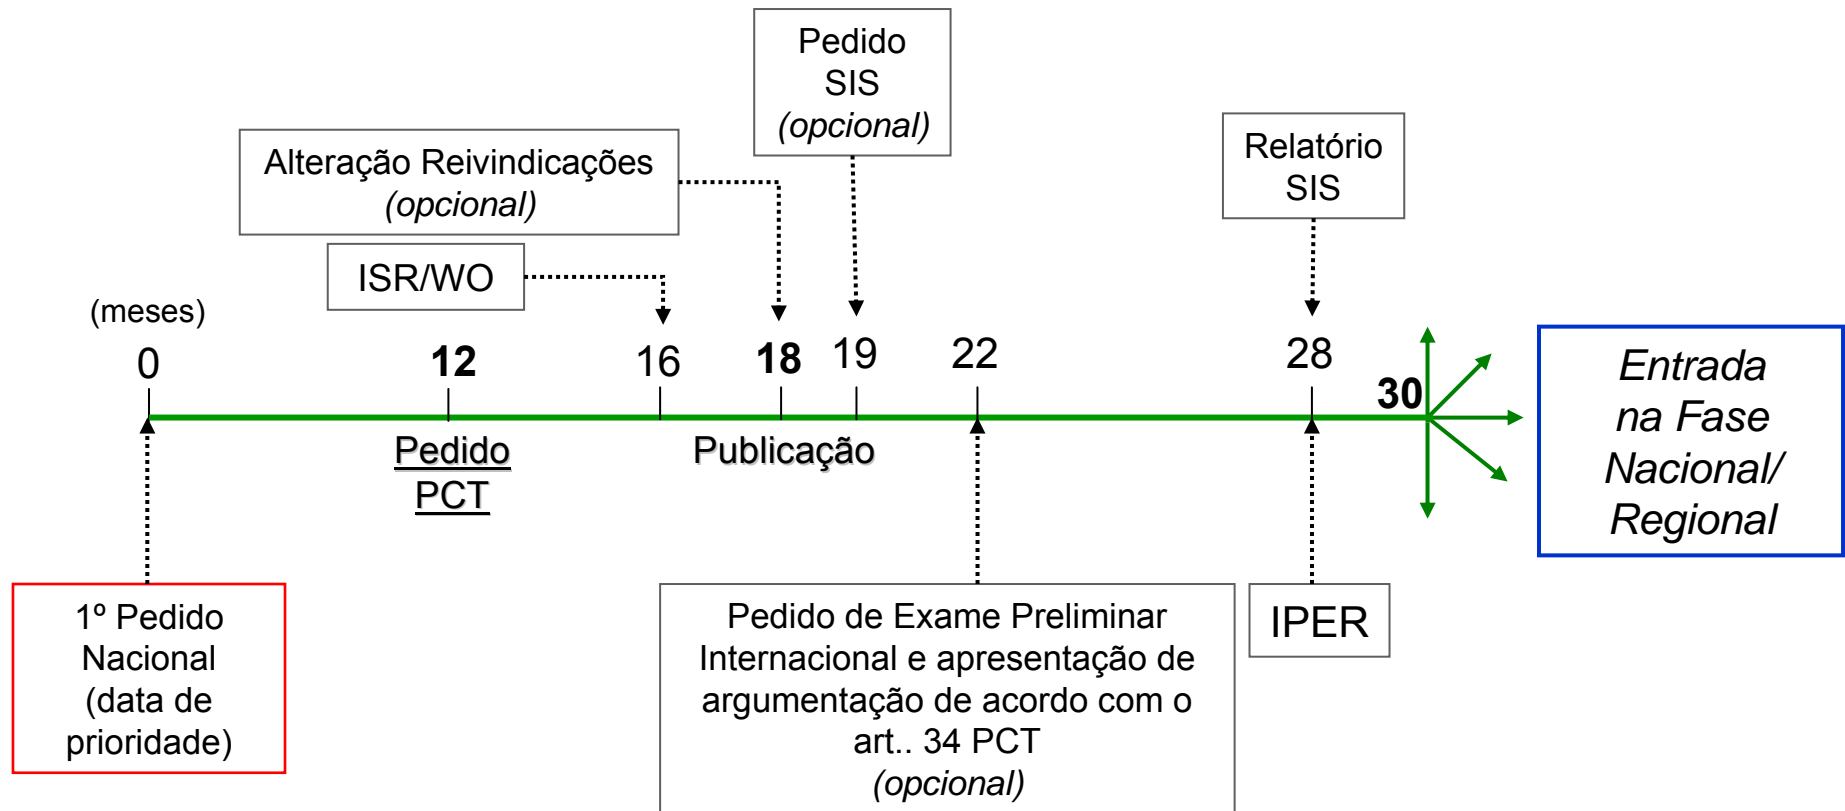 Pedido
SIS
(opcional)
Alteração Reivindicações
(opcional)
Relatório
SIS
ISR/WO
(meses)
0
12
16
18
19
22
28
30
Entrada
na Fase
Nacional/
Regional
Pedido
PCT
Publicação
1º Pedido
Nacional
(data de
prioridade)
Pedido de Exame Preliminar
Internacional e apresentação de
argumentação de acordo com o
art.. 34 PCT
(opcional)
IPER